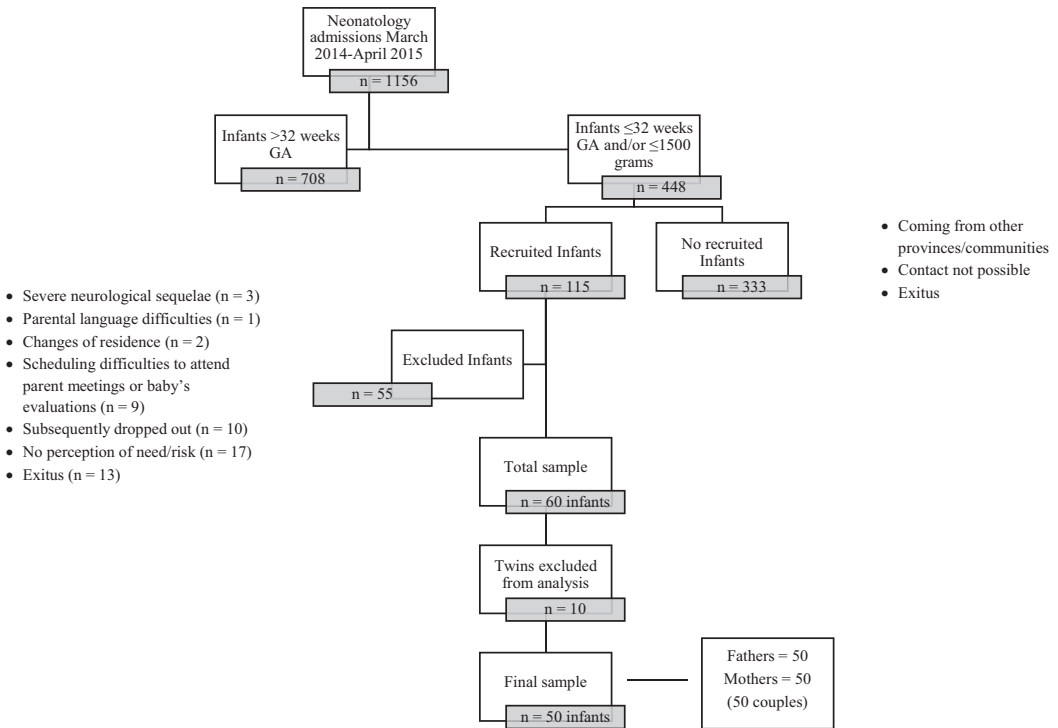 Neonatology
admissions March
2014-April 2015
n = 1156
Infants >32 weeks
GA
n = 708
Infants ≤32 weeks
GA and/or ≤1500
grams
n = 448
Recruited Infants
n = 115
No recruited
Infants
n = 333
• Coming from other
provinces/communities
• Contact not possible
• Exitus
• Severe neurological sequelae (n = 3)
• Parental language difficulties (n = 1)
• Changes of residence (n = 2)
• Scheduling difficulties to attend
parent meetings or baby’s
evaluations (n = 9)
• Subsequently dropped out (n = 10)
• No perception of need/risk (n = 17)
• Exitus (n = 13)
Excluded Infants
n = 55
Total sample
n = 60 infants
Twins excluded
from analysis
n = 10
Final sample
n = 50 infants
Fathers = 50
Mothers = 50
(50 couples)